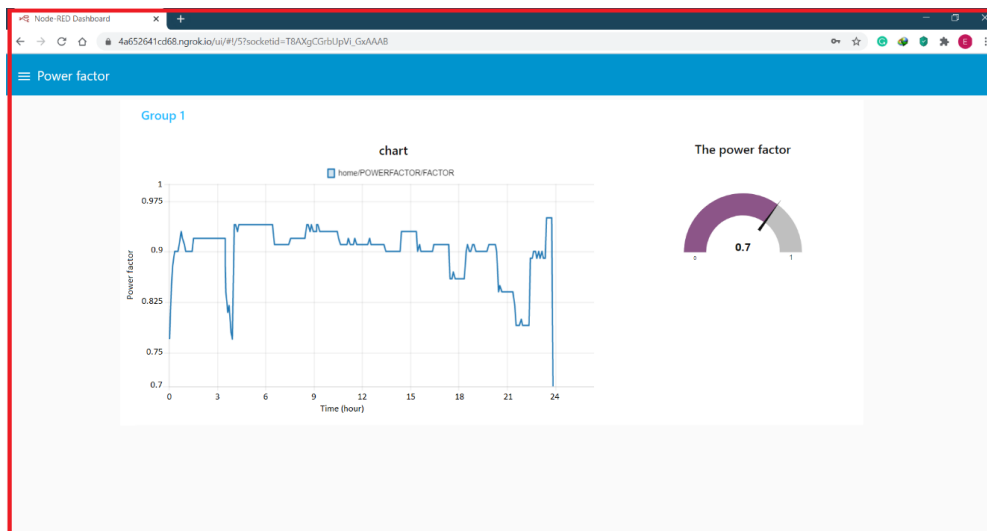 Node-RED Dashboard
4a652641cd68.ngrok.io/ui/#!/5?socketid=T8AXgCGrbUpVi_GxAAAB
Power factor
Group 1
chart
home/POWERFACTOR/FACTOR
Power factor
1
0.975
0.9
0.825
0.75
0.7
0 3 6 9 12 15 18 21 24
Time (hour)
The power factor
0.7
0 1
E